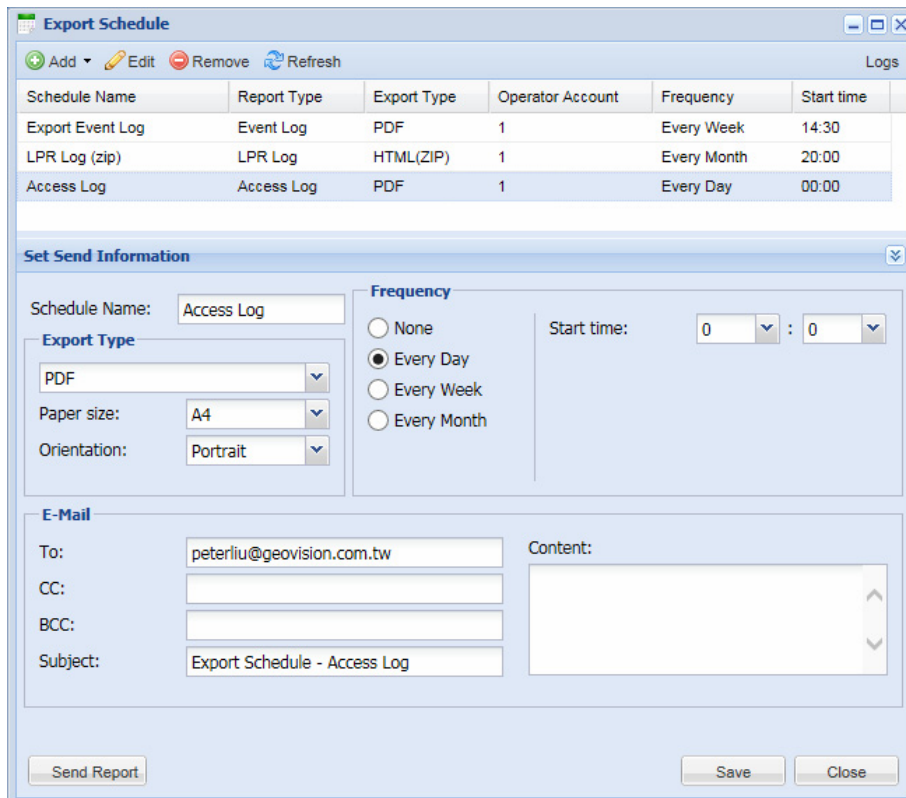 Export Schedule
Add Edit Remove Refresh Logs
Schedule Name Report Type Export Type Operator Account Frequency Start time
Export Event Log Event Log PDF 1 Every Week 14:30
LPR Log (zip) LPR Log HTML(ZIP) 1 Every Month 20:00
Access Log Access Log PDF 1 Every Day 00:00
Set Send Information
Schedule Name: Access Log
Export Type
PDF
Paper size: A4
Orientation: Portrait
Frequency
None
Every Day
Every Week
Every Month
Start time: 0 : 0
E-Mail
To: peterliu@geovision.com.tw
CC:
BCC:
Subject: Export Schedule - Access Log
Content:
Send Report Save Close